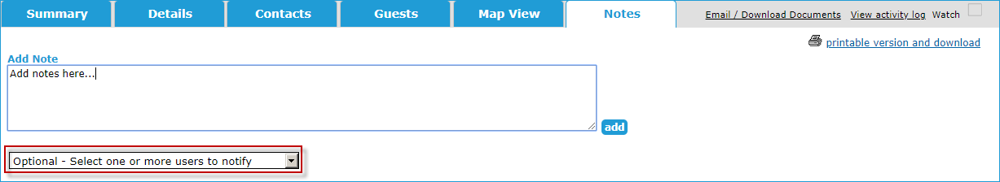 Summary Details Contacts Guests Map View Notes Email / Download Documents View activity log Watch
printable version and download
Add Note
Add notes here...
add
Optional - Select one or more users to notify